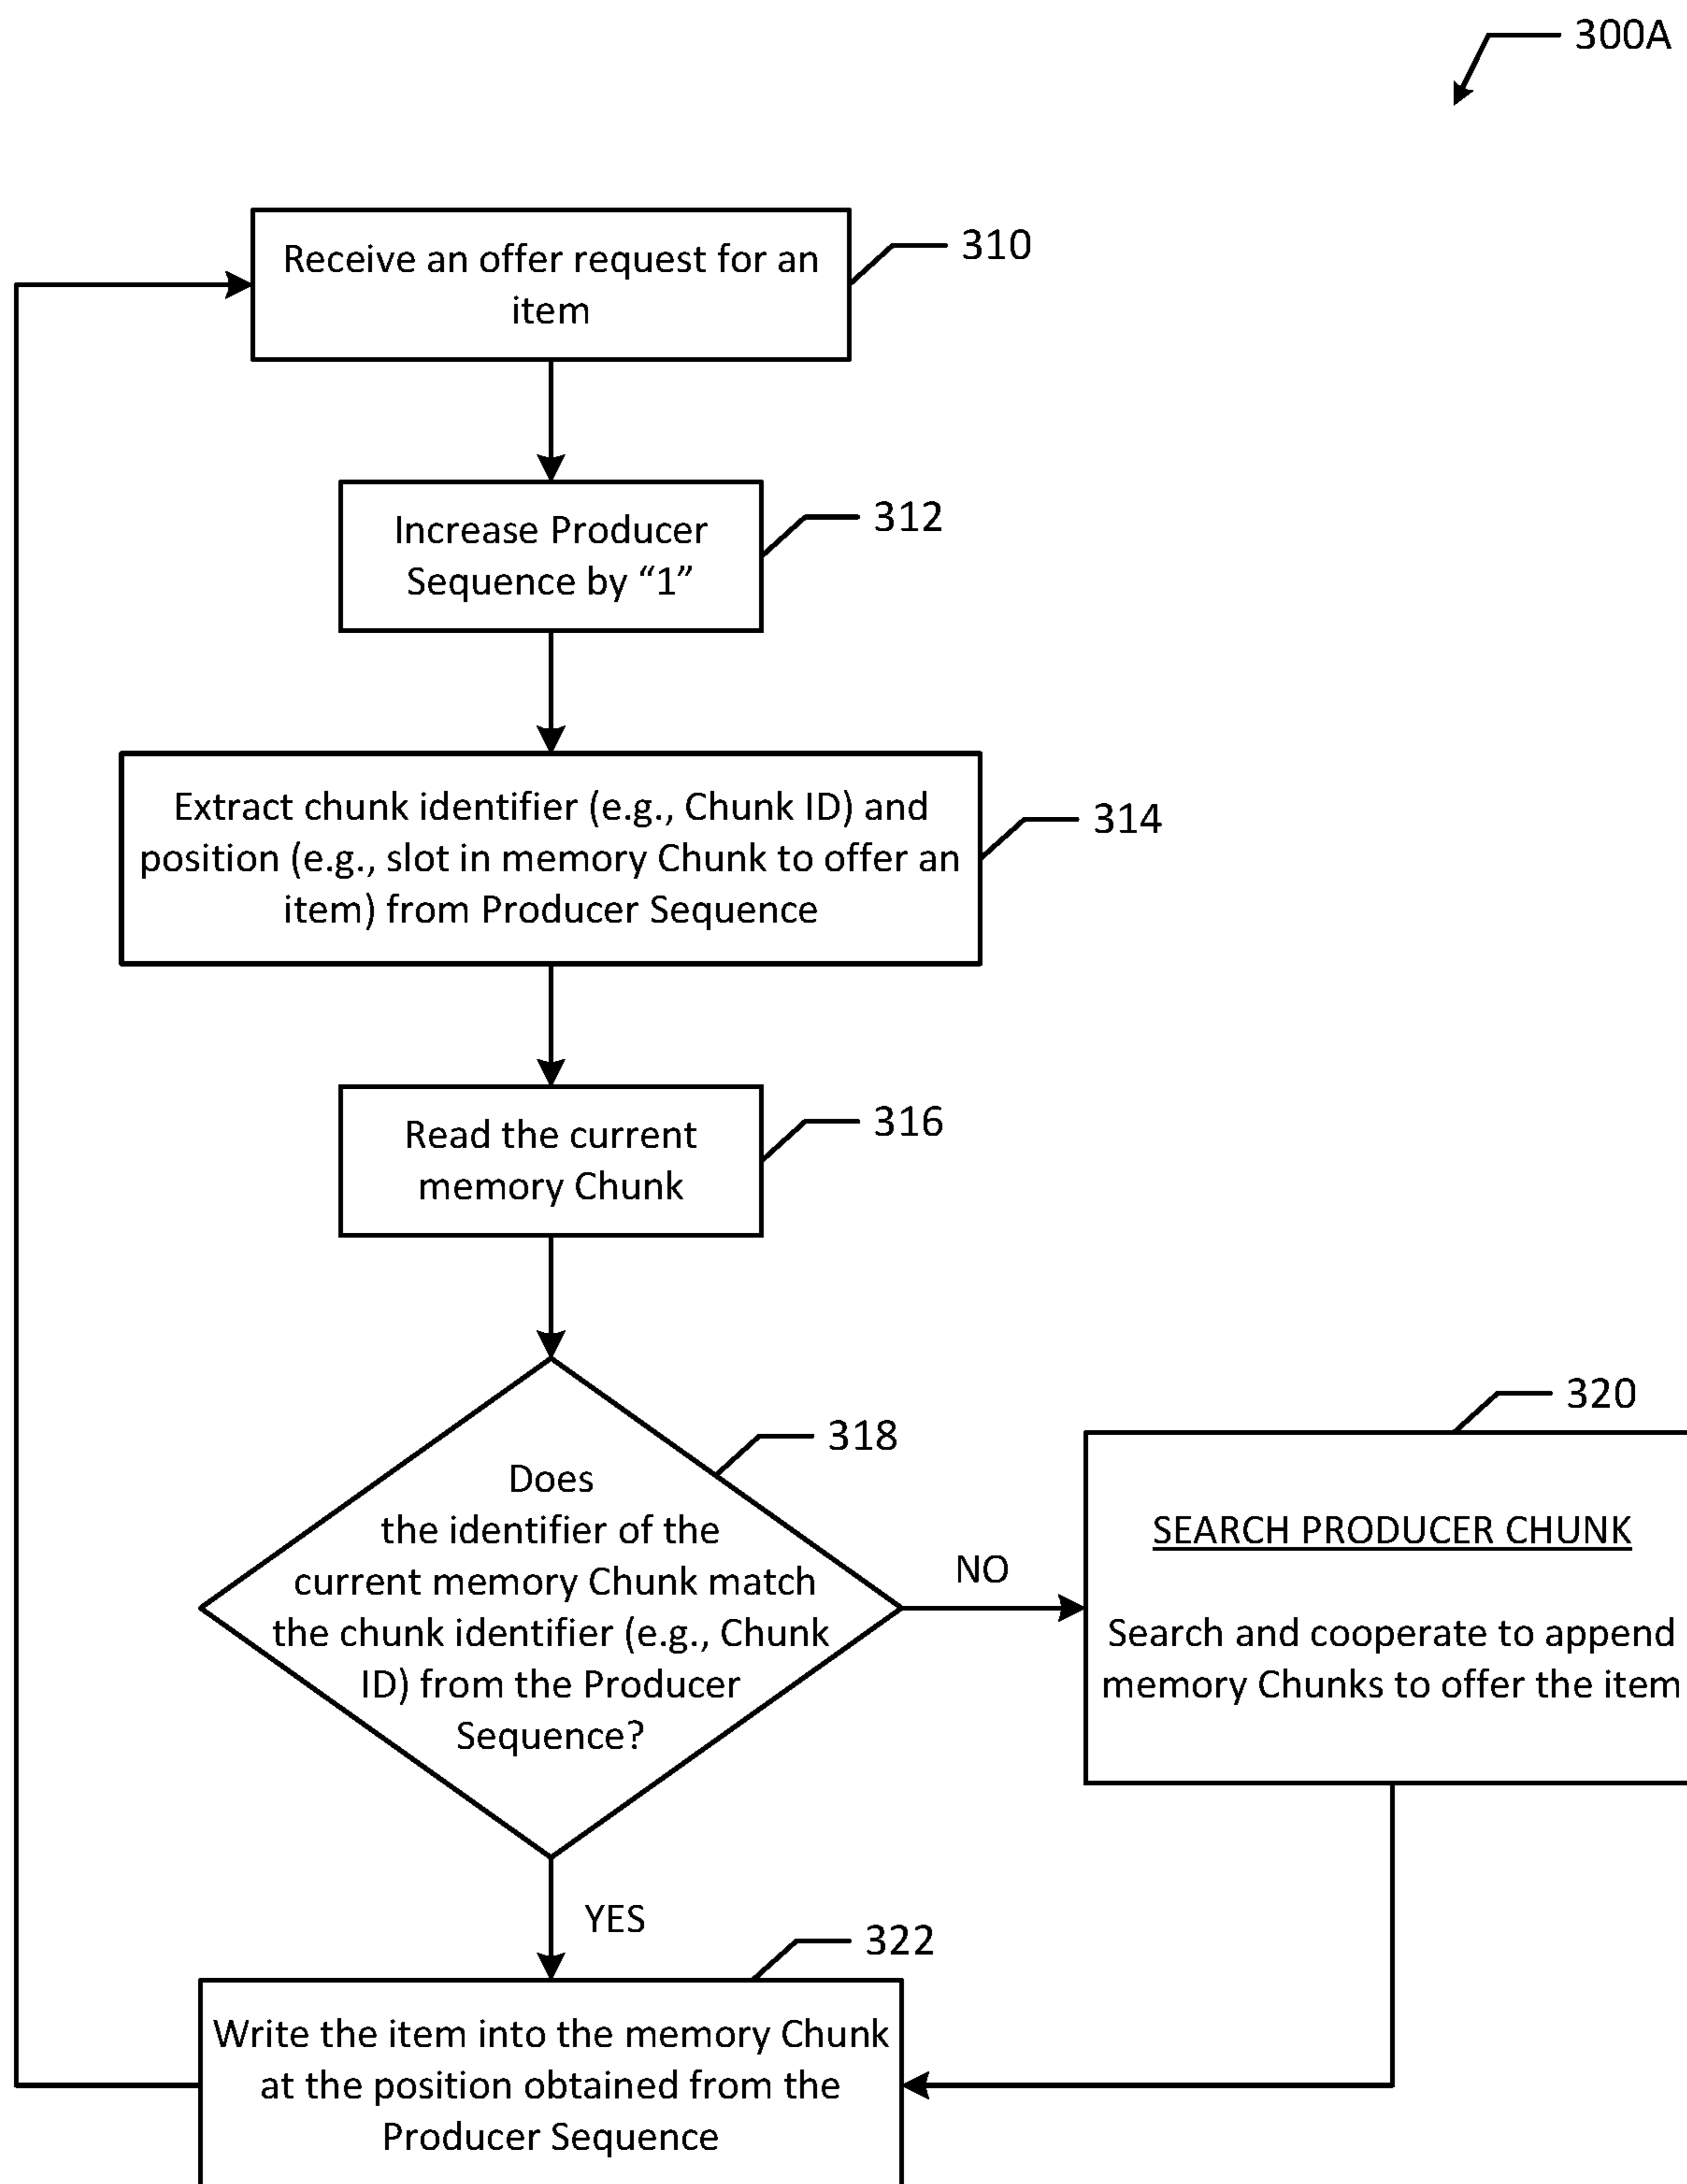 300A
Receive an offer request for an
item
310
Increase Producer
Sequence by “1”
312
Extract chunk identifier (e.g., Chunk ID) and
position (e.g., slot in memory Chunk to offer an
item) from Producer Sequence
314
Read the current
memory Chunk
316
Does
the identifier of the
current memory Chunk match
the chunk identifier (e.g., Chunk
ID) from the Producer
Sequence?
318
NO
320
SEARCH PRODUCER CHUNK
Search and cooperate to append
memory Chunks to offer the item
YES
322
Write the item into the memory Chunk
at the position obtained from the
Producer Sequence